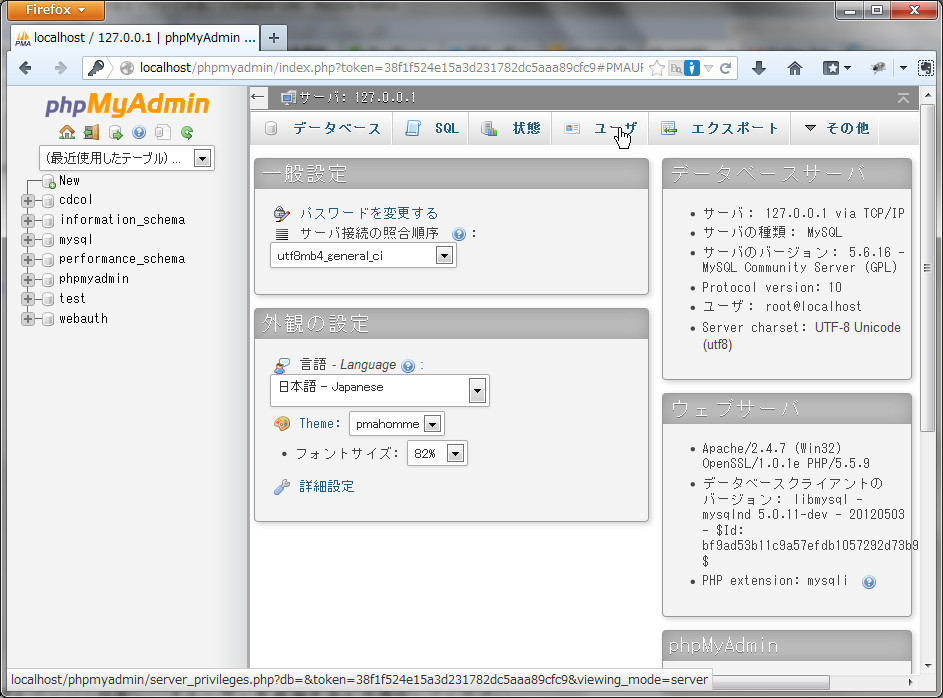 Firefox
localhost / 127.0.0.1 | phpMyAdmin ...
localhost/phpmyadmin/index.php?token=38f1f524e15a3d231782dc5aaa89cfc9#PMAUR
phpMyAdmin
(最近使用したテーブル) ...
New
cdcol
information_schema
mysql
performance_schema
phpmyadmin
test
webauth
サーバ: 127.0.0.1
データベース SQL 状態 ユーザ エクスポート その他
一般設定
パスワードを変更する
サーバ接続の照合順序 :
utf8mb4_general_ci
外観の設定
言語 - Language :
日本語 - Japanese
Theme: pmahomme
フォントサイズ: 82%
詳細設定
データベースサーバ
サーバ: 127.0.0.1 via TCP/IP
サーバの種類: MySQL
サーバのバージョン: 5.6.16 -
MySQL Community Server (GPL)
Protocol version: 10
ユーザ: root@localhost
Server charset: UTF-8 Unicode
(utf8)
ウェブサーバ
Apache/2.4.7 (Win32)
OpenSSL/1.0.1e PHP/5.5.9
データベースクライアントの
バージョン: libmysql -
mysqlnd 5.0.11-dev - 20120503
- $Id:
bf9ad53b11c9a57efdb1057292d73b9
$
PHP extension: mysqli
phpMyAdmin
localhost/phpmyadmin/server_privileges.php?db=&token=38f1f524e15a3d231782dc5aaa89cfc9&viewing_mode=server